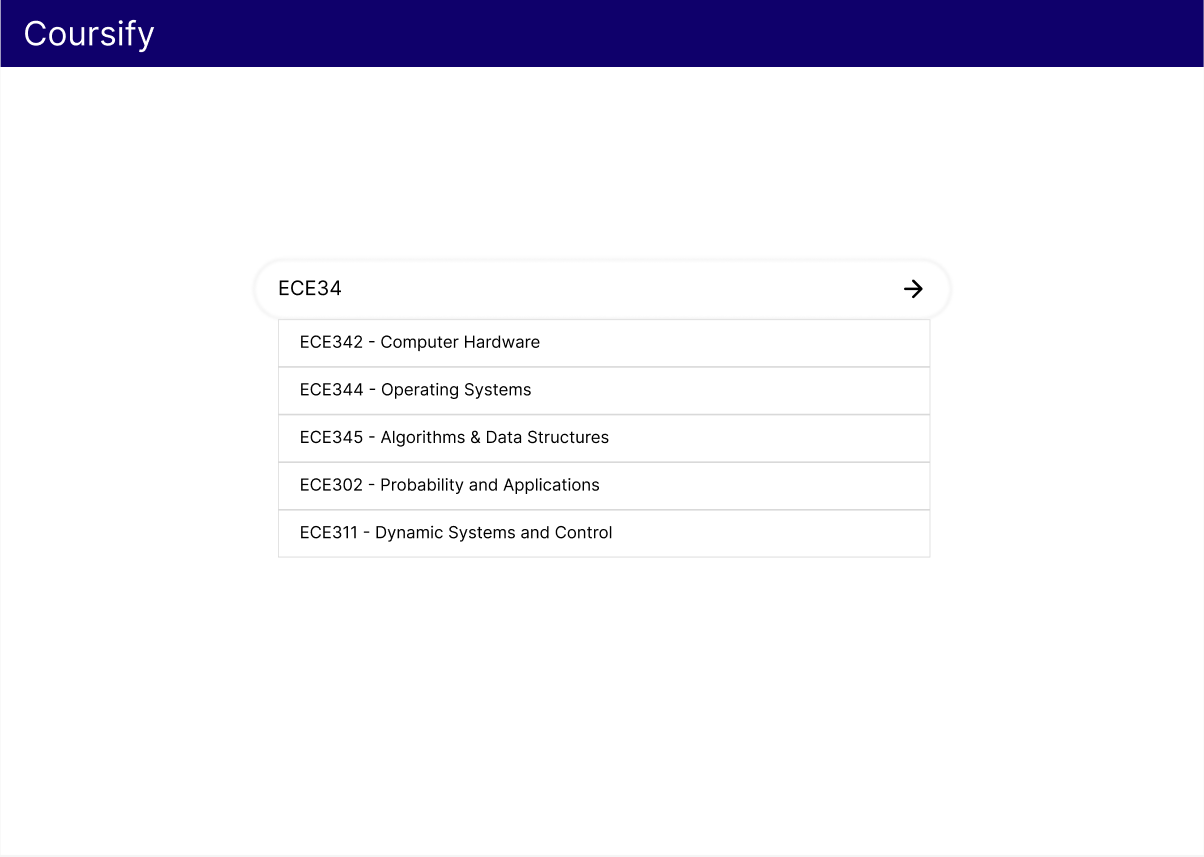 Coursify
ECE34
ECE342 - Computer Hardware
ECE344 - Operating Systems
ECE345 - Algorithms & Data Structures
ECE302 - Probability and Applications
ECE311 - Dynamic Systems and Control